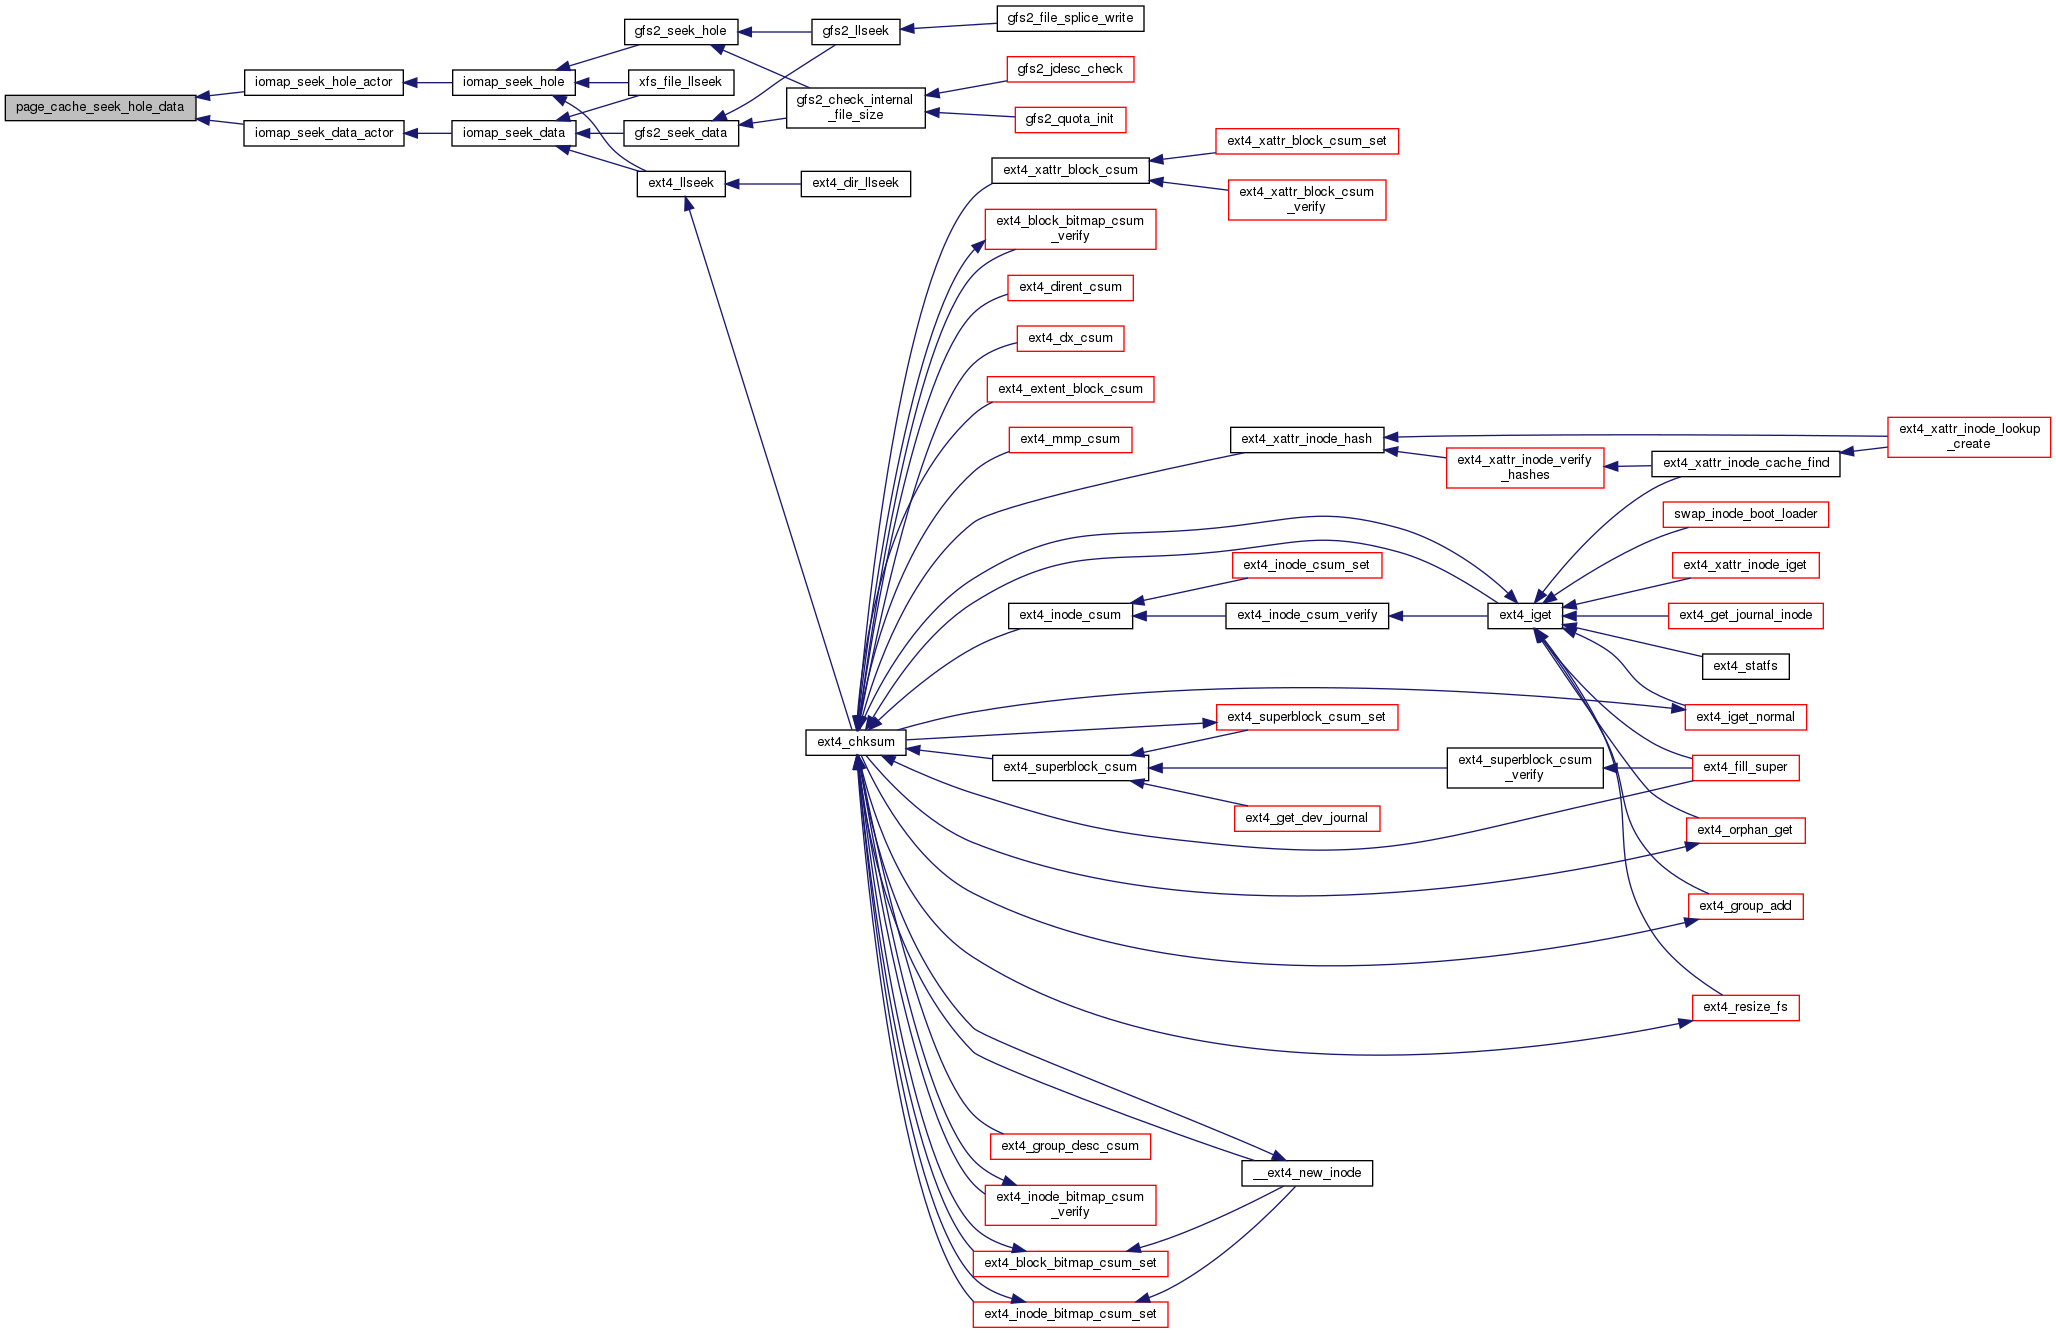 gfs2_file_splice_write
gfs2_seek_hole
gfs2_llseek
iomap_seek_hole_actor
iomap_seek_hole
xfs_file_llseek
gfs2_jdesc_check
page_cache_seek_hole_data
gfs2_check_internal
_file_size
gfs2_quota_init
iomap_seek_data_actor
iomap_seek_data
gfs2_seek_data
ext4_xattr_block_csum_set
ext4_llseek
ext4_dir_llseek
ext4_xattr_block_csum
ext4_xattr_block_csum
_verify
ext4_block_bitmap_csum
_verify
ext4_dirent_csum
ext4_dx_csum
ext4_extent_block_csum
ext4_mmp_csum
ext4_xattr_inode_hash
ext4_xattr_inode_lookup
_create
ext4_xattr_inode_verify
_hashes
ext4_xattr_inode_cache_find
swap_inode_boot_loader
ext4_inode_csum_set
ext4_xattr_inode_iget
ext4_inode_csum
ext4_inode_csum_verify
ext4_iget
ext4_get_journal_inode
ext4_statfs
ext4_superblock_csum_set
ext4_iget_normal
ext4_chksum
ext4_superblock_csum
ext4_superblock_csum
_verify
ext4_fill_super
ext4_get_dev_journal
ext4_orphan_get
ext4_group_add
ext4_resize_fs
ext4_group_desc_csum
__ext4_new_inode
ext4_inode_bitmap_csum
_verify
ext4_block_bitmap_csum_set
ext4_inode_bitmap_csum_set